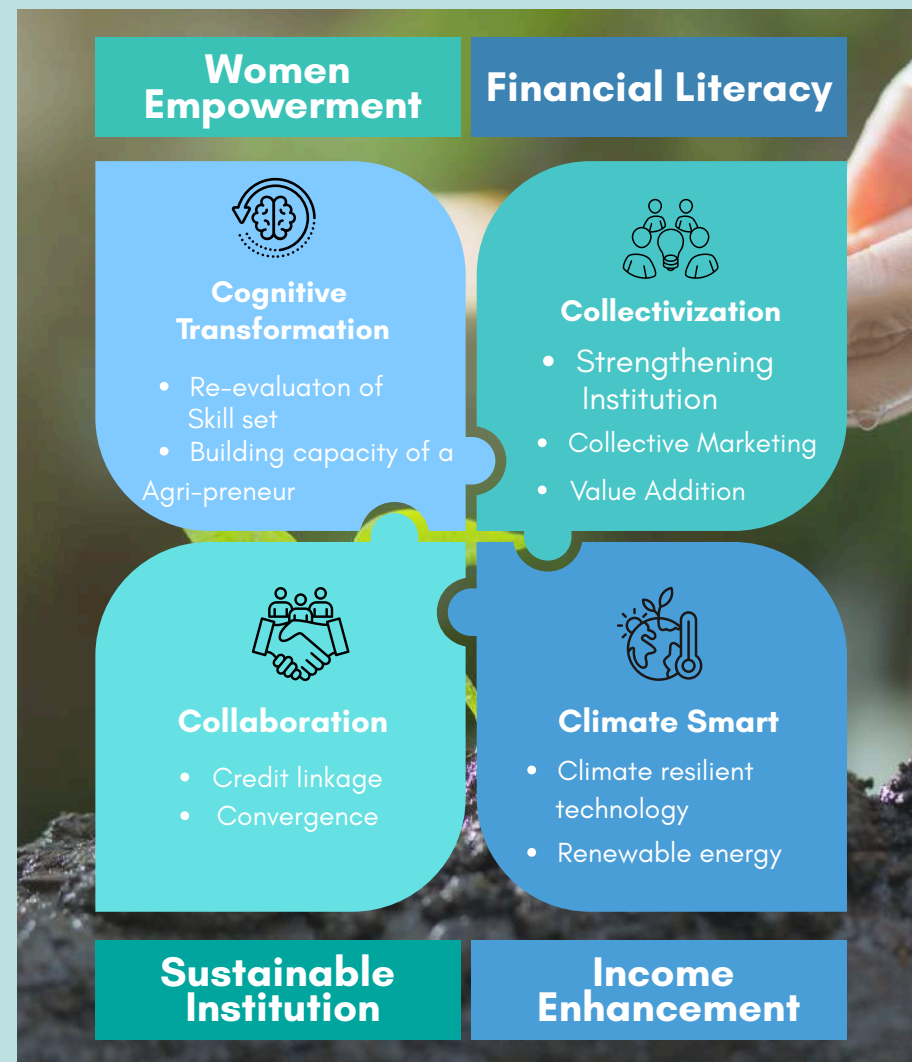 Women
Empowerment
Financial Literacy
Cognitive
Transformation
• Re-evaluaton of
Skill set
• Building capacity of a
Agri-preneur
Collectivization
• Strengthening
Institution
• Collective Marketing
• Value Addition
Collaboration
• Credit linkage
• Convergence
Climate Smart
• Climate resilient
technology
• Renewable energy
Sustainable
Institution
Income
Enhancement